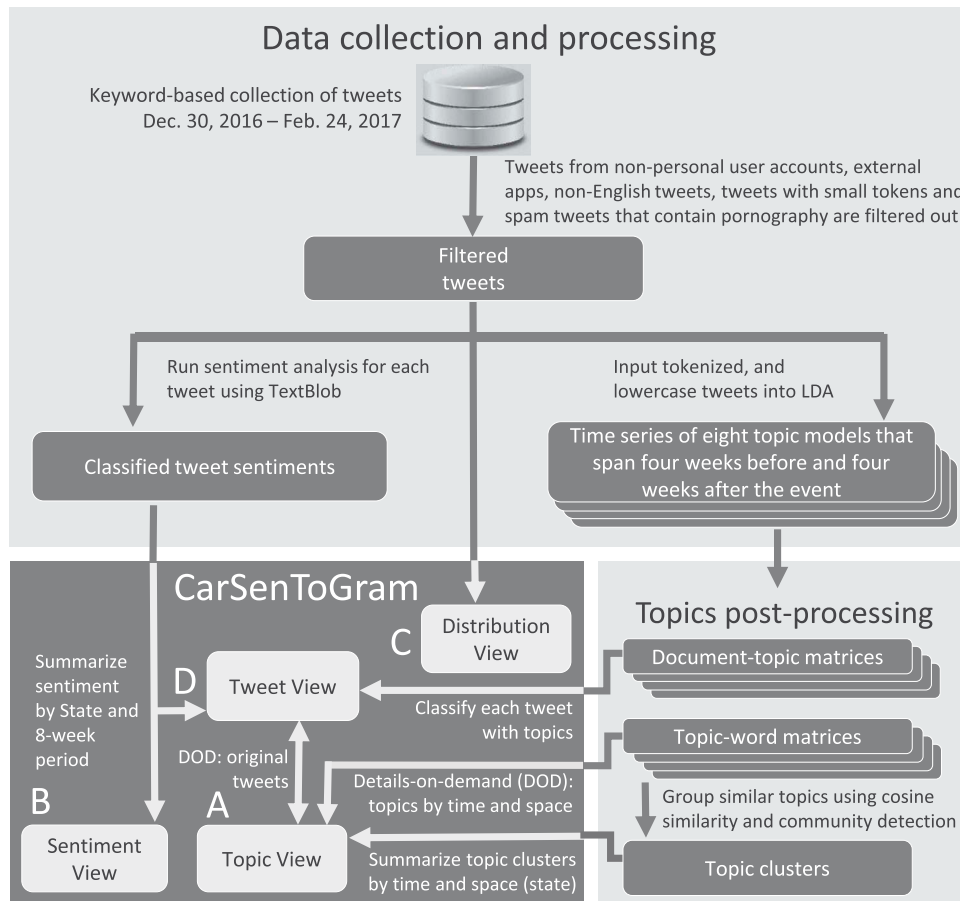 Data collection and processing
Keyword-based collection of tweets
Dec. 30, 2016 – Feb. 24, 2017
Tweets from non-personal user accounts, external
apps, non-English tweets, tweets with small tokens and
spam tweets that contain pornography are filtered out
Filtered
tweets
Run sentiment analysis for each
tweet using TextBlob
Input tokenized, and
lowercase tweets into LDA
Classified tweet sentiments
Time series of eight topic models that
span four weeks before and four
weeks after the event
CarSenToGram
C
Distribution
View
Summarize
sentiment
by State and
8-week
period
D
Tweet View
DOD: original
tweets
B
Sentiment
View
A
Topic View
Topics post-processing
Document-topic matrices
Classify each tweet
with topics
Topic-word matrices
Details-on-demand (DOD):
topics by time and space
Group similar topics using cosine
similarity and community detection
Summarize topic clusters
by time and space (state)
Topic clusters